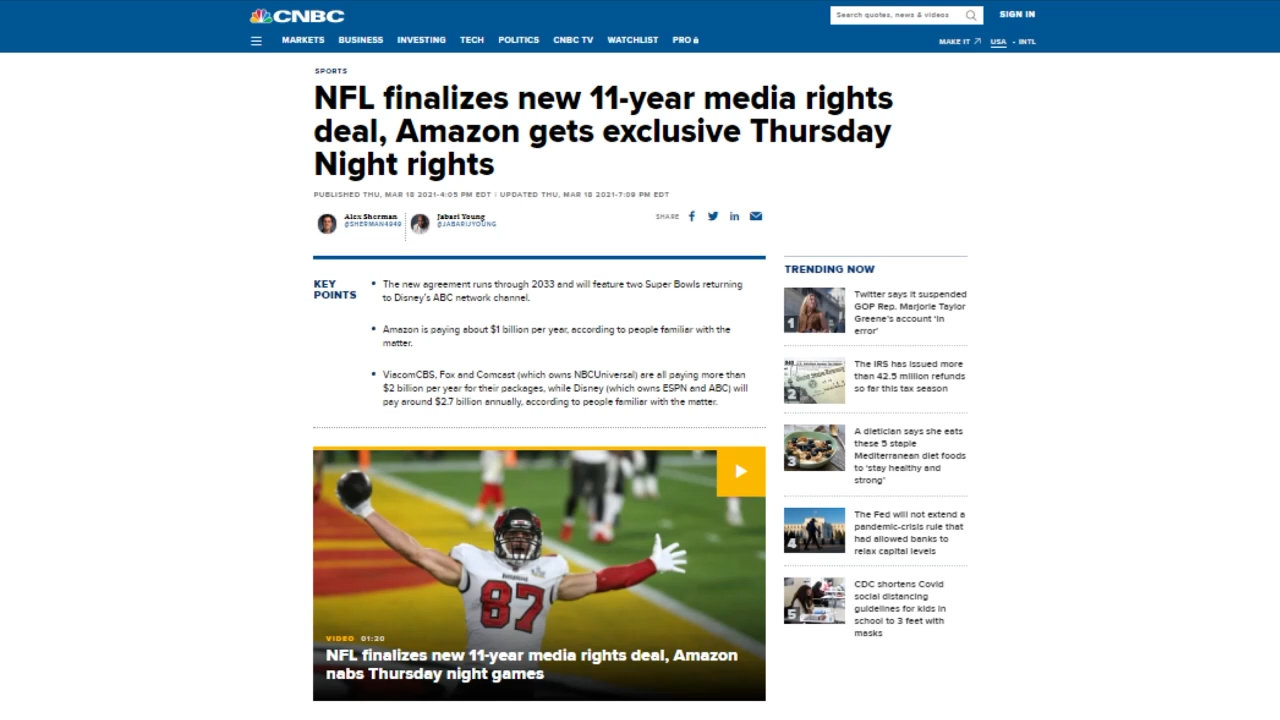 CNBC
Search quotes, news & videos
SIGN IN
MARKETS BUSINESS INVESTING TECH POLITICS CNBC TV WATCHLIST PRO
MAKE IT USA • INTL
SPORTS
NFL finalizes new 11-year media rights
deal, Amazon gets exclusive Thursday
Night rights
PUBLISHED THU, MAR 18 2021-4:05 PM EDT | UPDATED THU, MAR 18 2021-7:09 PM EDT
Alex Sherman
@SHERMAN4949
Jabari Young
@JABARIJYOUNG
SHARE
KEY
POINTS
• The new agreement runs through 2033 and will feature two Super Bowls returning
to Disney's ABC network channel.
• Amazon is paying about $1 billion per year, according to people familiar with the
matter.
• ViacomCBS, Fox and Comcast (which owns NBCUniversal) are all paying more than
$2 billion per year for their packages, while Disney (which owns ESPN and ABC) will
pay around $2.7 billion annually, according to people familiar with the matter.
87
VIDEO 01:20
NFL finalizes new 11-year media rights deal, Amazon
nabs Thursday night games
TRENDING NOW
1
Twitter says it suspended
GOP Rep. Marjorie Taylor
Greene's account 'in
error'
2
The IRS has issued more
than 42.5 million refunds
so far this tax season
3
A dietician says she eats
these 5 staple
Mediterranean diet foods
to 'stay healthy and
strong'
4
The Fed will not extend a
pandemic-crisis rule that
had allowed banks to
relax capital levels
5
CDC shortens Covid
social distancing
guidelines for kids in
school to 3 feet with
masks